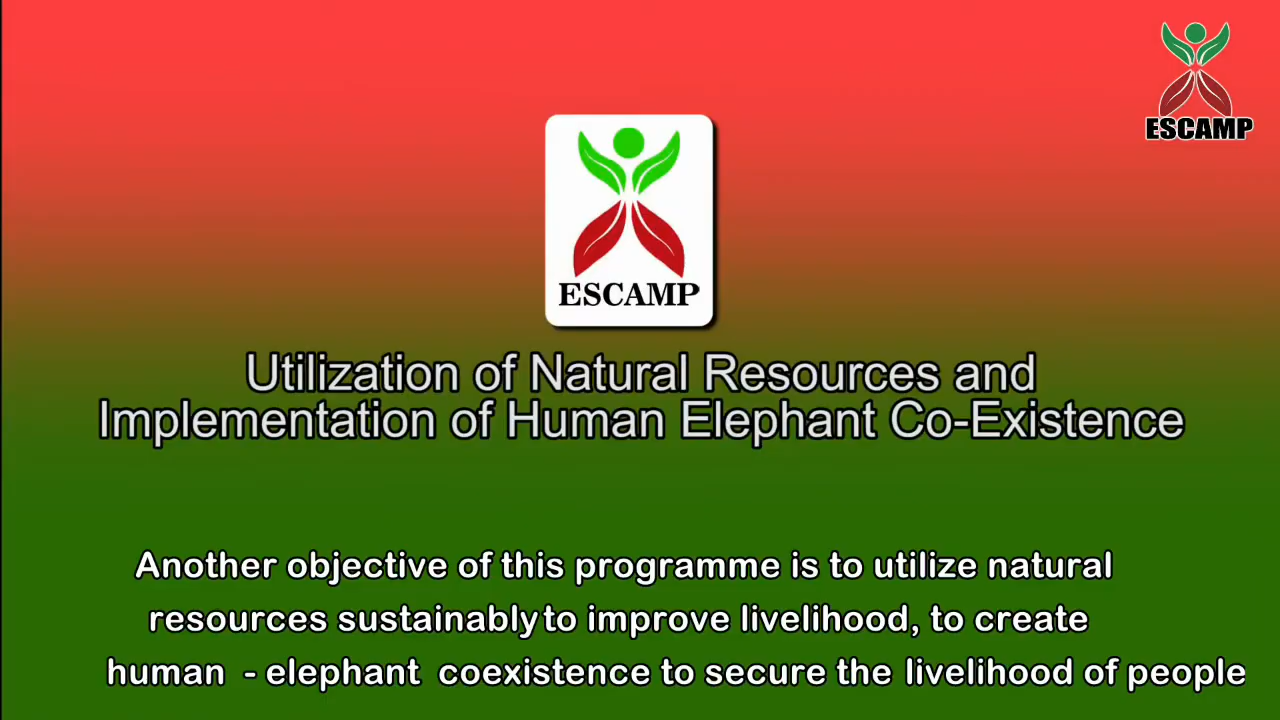 ESCAMP
ESCAMP
Utilization of Natural Resources and
Implementation of Human Elephant Co-Existence
Another objective of this programme is to utilize natural
resources sustainably to improve livelihood, to create
human - elephant coexistence to secure the livelihood of people